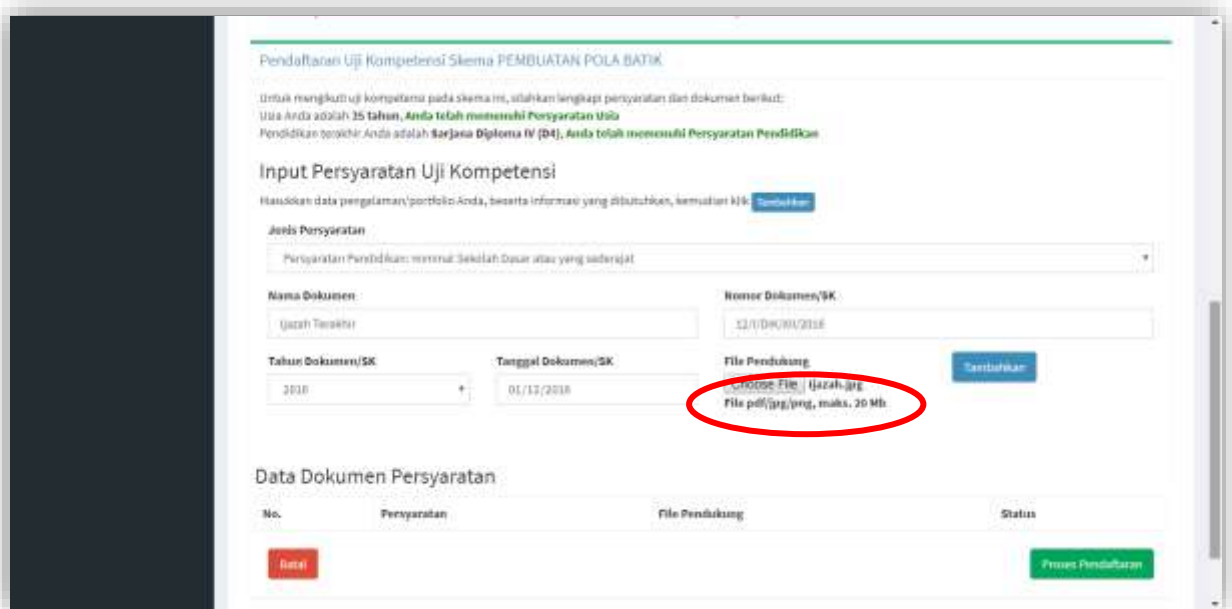 Pendaftaran Uji Kompetensi Skema PEMBUATAN POLA BATIK
Untuk mengikuti uji kompetensi pada skema ini, silahkan lengkapi persyaratan dan dokumen berikut:
Usia Anda adalah 35 tahun, Anda telah memenuhi Persyaratan Usia
Pendidikan terakhir Anda adalah Sarjana Diploma IV (D4), Anda telah memenuhi Persyaratan Pendidikan
Input Persyaratan Uji Kompetensi
Masukkan data pengalaman/portfolio Anda, beserta informasi yang dibutuhkan, kemudian klik Tambahkan
Jenis Persyaratan
Persyaratan Pendidikan: minimal Sekolah Dasar atau yang sederajat
Nama Dokumen Nomor Dokumen/SK
Ijazah Terakhir
Tahun Dokumen/SK Tanggal Dokumen/SK File Pendukung
Tambahkan
2016 01/12/2016 Choose File ijazah.jpg
File pdf/jpg/png, maks. 20 Mb
Data Dokumen Persyaratan
No. Persyaratan File Pendukung Status
Batal Proses Pendaftaran